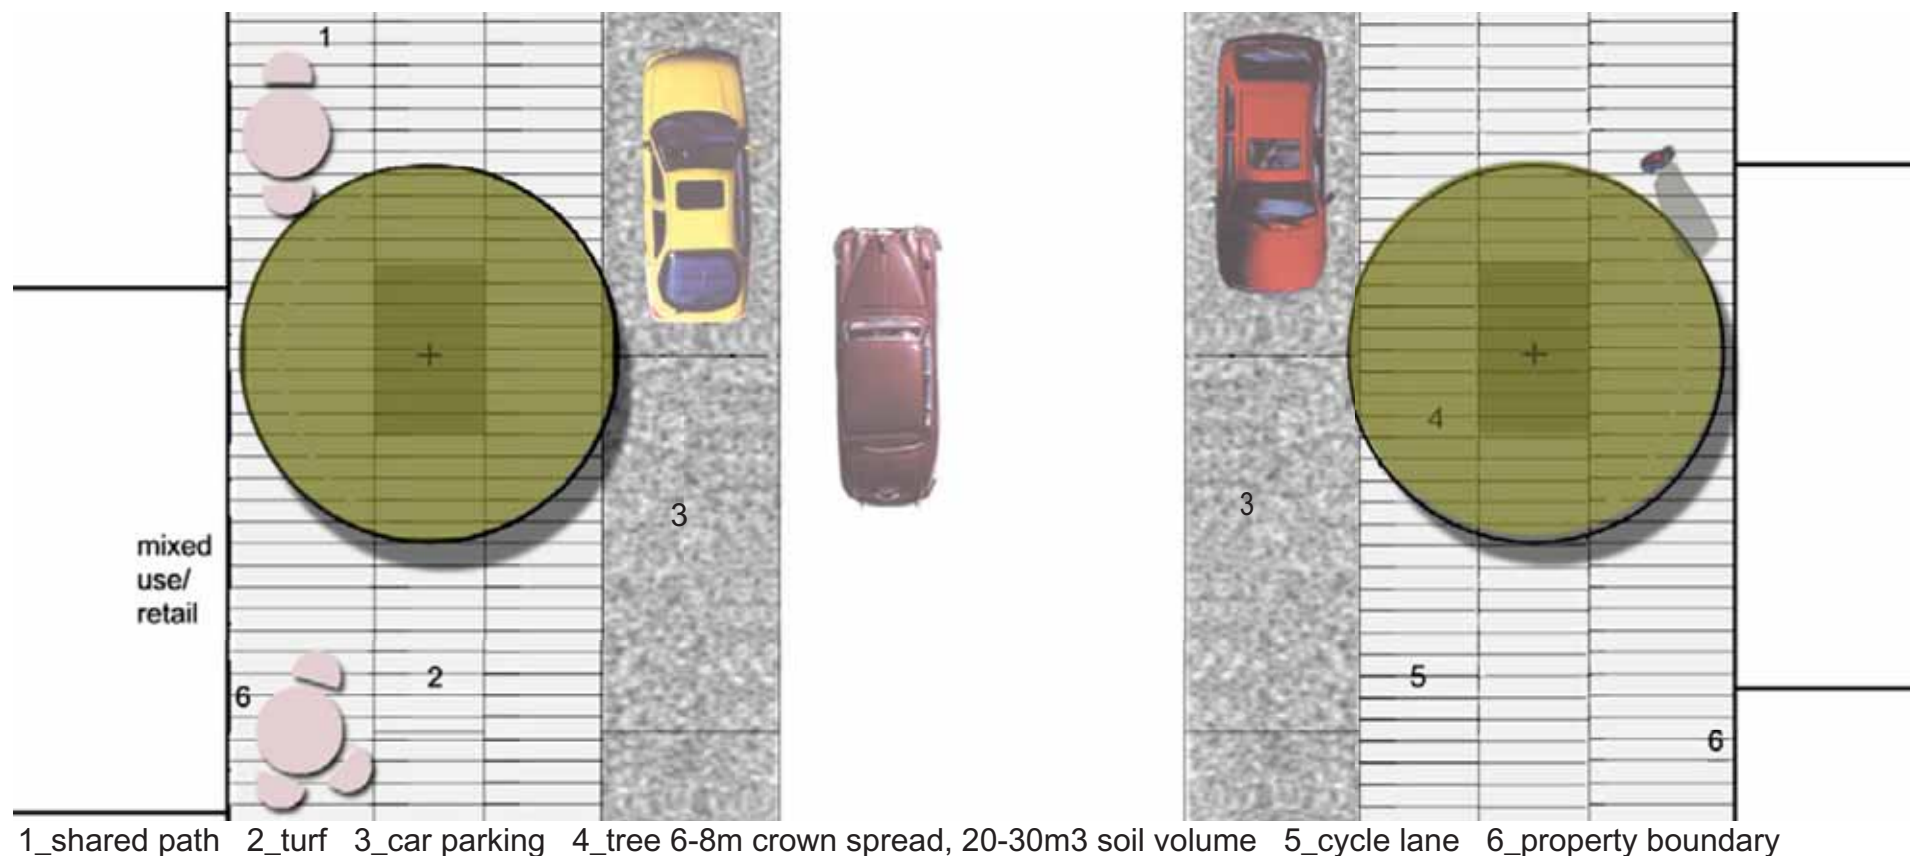 1
3
3
4
mixed
use/
retail
2
5
6
6
1_shared path 2_turf 3_car parking 4_tree 6-8m crown spread, 20-30m3 soil volume 5_cycle lane 6_property boundary